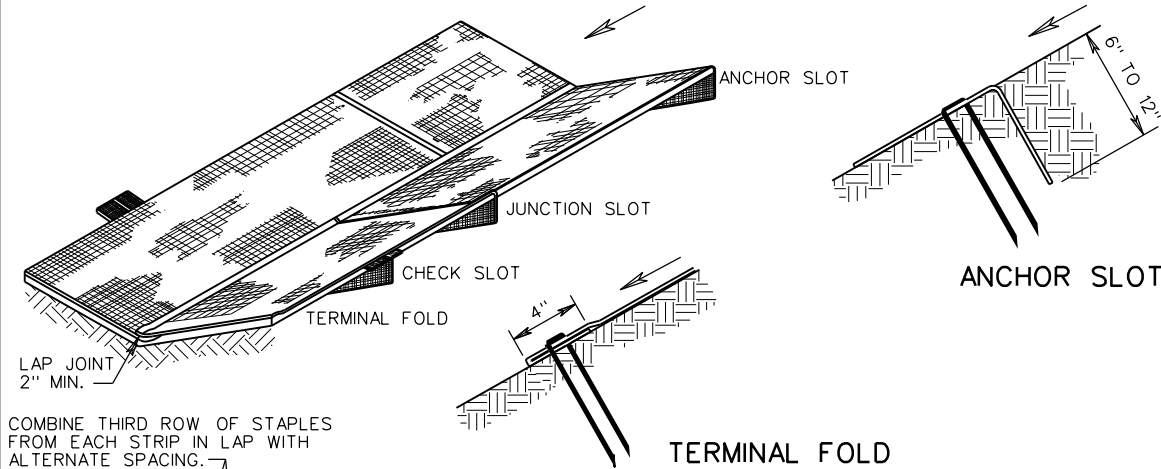 ANCHOR SLOT
6" TO 12"
JUNCTION SLOT
CHECK SLOT
ANCHOR SLOT
4"
TERMINAL FOLD
LAP JOINT
2" MIN.
COMBINE THIRD ROW OF STAPLES
FROM EACH STRIP IN LAP WITH
ALTERNATE SPACING.
TERMINAL FOLD